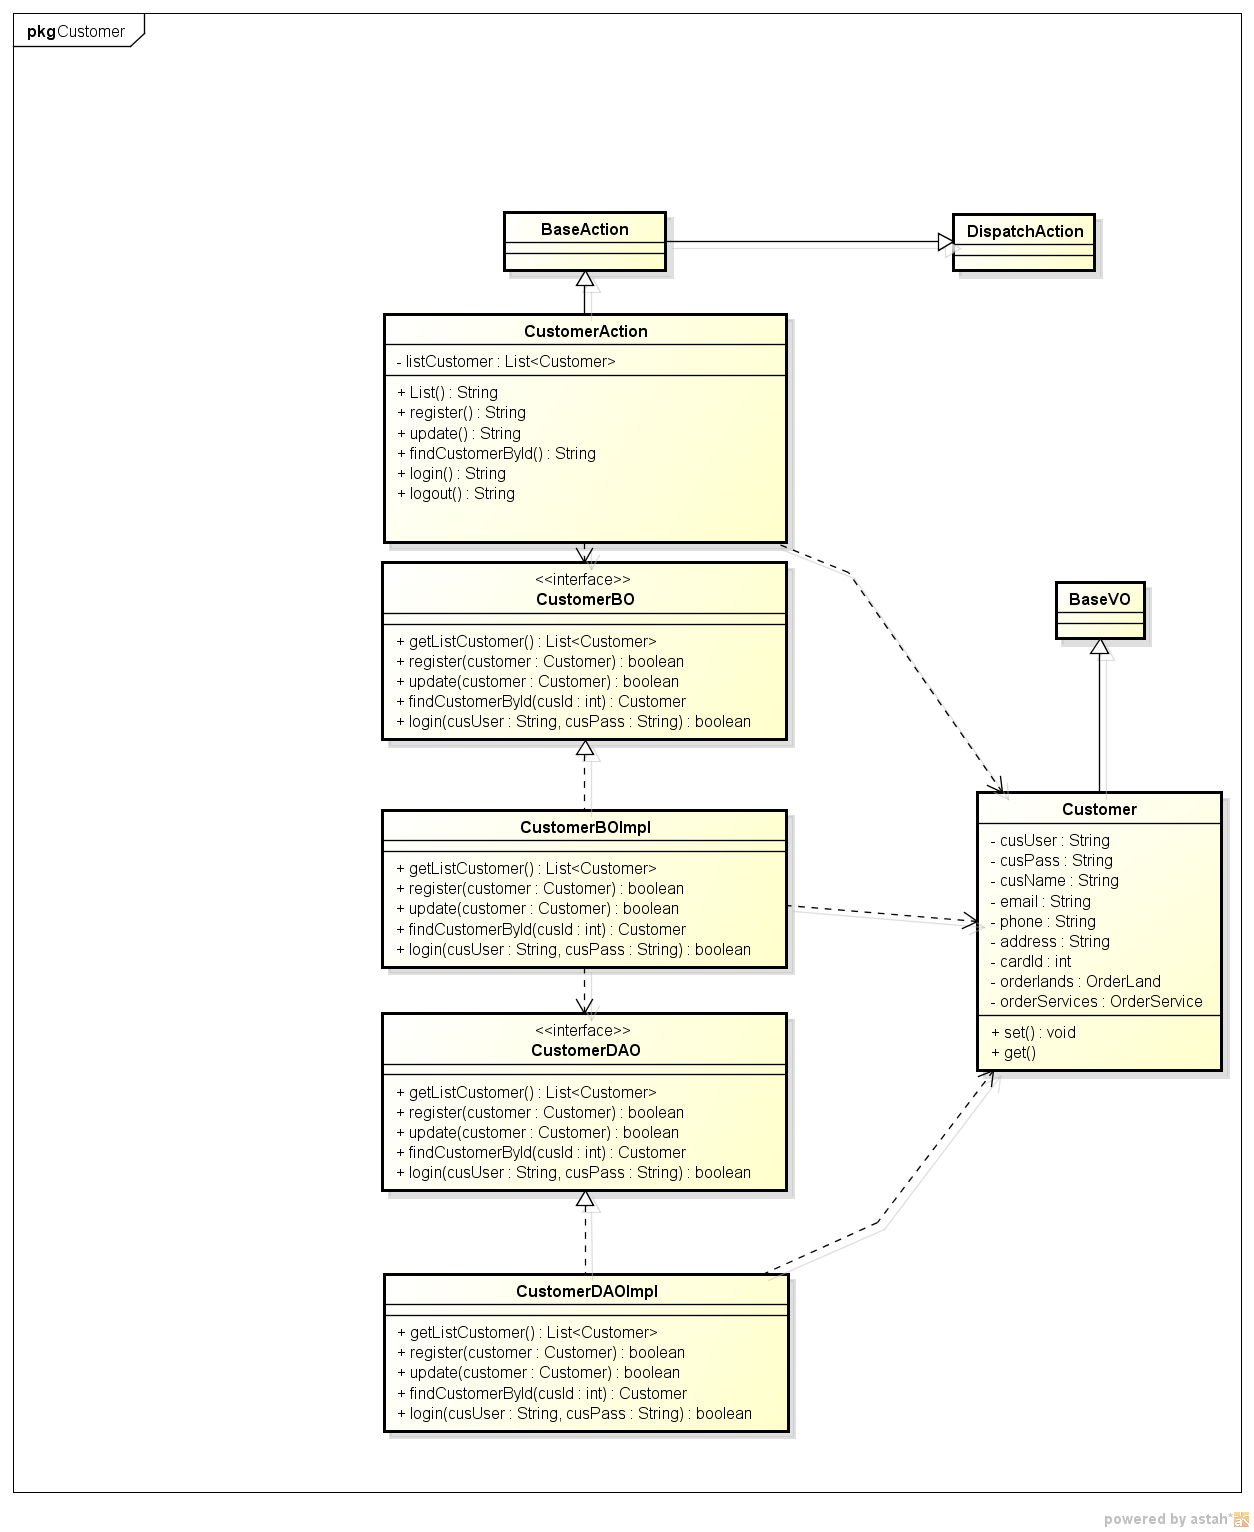 pkg Customer
BaseAction
DispatchAction
CustomerAction
- listCustomer : List<Customer>
+ List() : String
+ register() : String
+ update() : String
+ findCustomerById() : String
+ login() : String
+ logout() : String
<<interface>>
CustomerBO
+ getListCustomer() : List<Customer>
+ register(customer : Customer) : boolean
+ update(customer : Customer) : boolean
+ findCustomerById(cusId : int) : Customer
+ login(cusUser : String, cusPass : String) : boolean
BaseVO
CustomerBOImpl
+ getListCustomer() : List<Customer>
+ register(customer : Customer) : boolean
+ update(customer : Customer) : boolean
+ findCustomerById(cusId : int) : Customer
+ login(cusUser : String, cusPass : String) : boolean
Customer
- cusUser : String
- cusPass : String
- cusName : String
- email : String
- phone : String
- address : String
- cardId : int
- orderlands : OrderLand
- orderServices : OrderService
+ set() : void
+ get()
<<interface>>
CustomerDAO
+ getListCustomer() : List<Customer>
+ register(customer : Customer) : boolean
+ update(customer : Customer) : boolean
+ findCustomerById(cusId : int) : Customer
+ login(cusUser : String, cusPass : String) : boolean
CustomerDAOImpl
+ getListCustomer() : List<Customer>
+ register(customer : Customer) : boolean
+ update(customer : Customer) : boolean
+ findCustomerById(cusId : int) : Customer
+ login(cusUser : String, cusPass : String) : boolean
powered by astah*